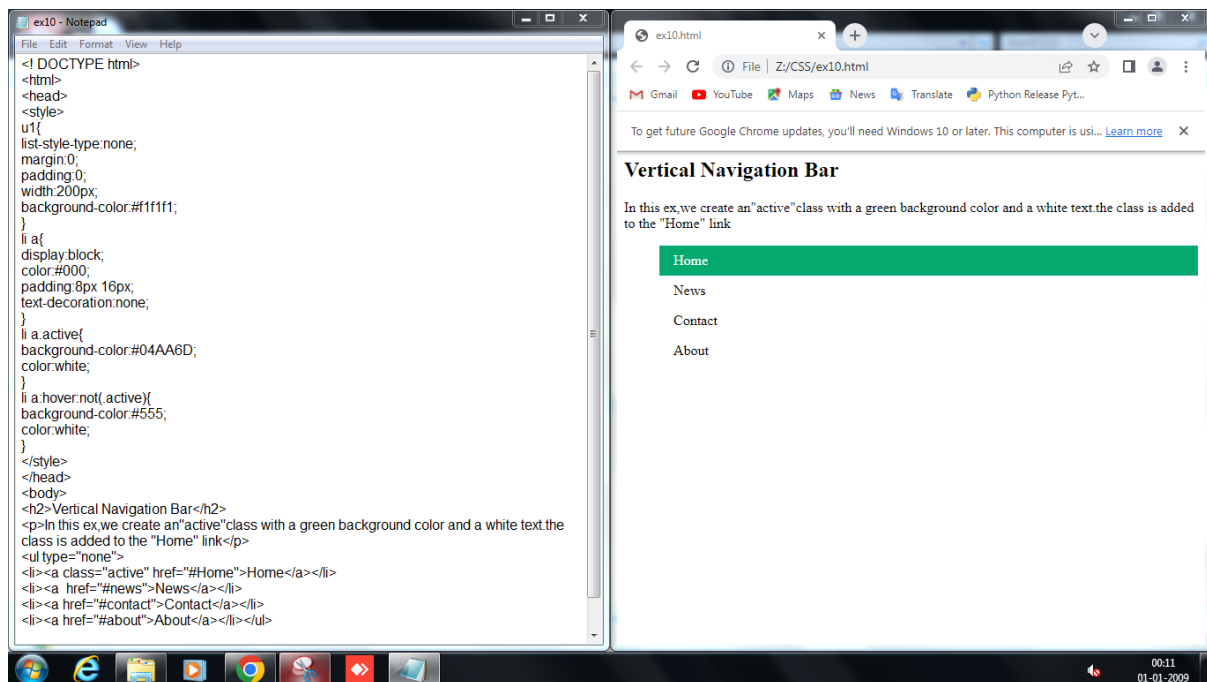 ex10 - Notepad
File Edit Format View Help
<! DOCTYPE html>
<html>
<head>
<style>
u1{
list-style-type:none;
margin:0;
padding:0;
width:200px;
background-color:#f1f1f1;
}
li a{
display:block;
color:#000;
padding:8px 16px;
text-decoration:none;
}
li a.active{
background-color:#04AA6D;
color:white;
}
li a:hover:not(.active){
background-color:#555;
color:white;
}
</style>
</head>
<body>
<h2>Vertical Navigation Bar</h2>
<p>In this ex,we create an"active"class with a green background color and a white text.the
class is added to the "Home" link</p>
<ul type="none">
<li><a class="active" href="#Home">Home</a></li>
<li><a  href="#news">News</a></li>
<li><a href="#contact">Contact</a></li>
<li><a href="#about">About</a></li></ul>
ex10.html
File | Z:/CSS/ex10.html
Gmail YouTube Maps News Translate Python Release Pyt...
To get future Google Chrome updates, you'll need Windows 10 or later. This computer is usi... Learn more
Vertical Navigation Bar
In this ex,we create an"active"class with a green background color and a white text.the class is added
to the "Home" link
Home
News
Contact
About
00:11
01-01-2009